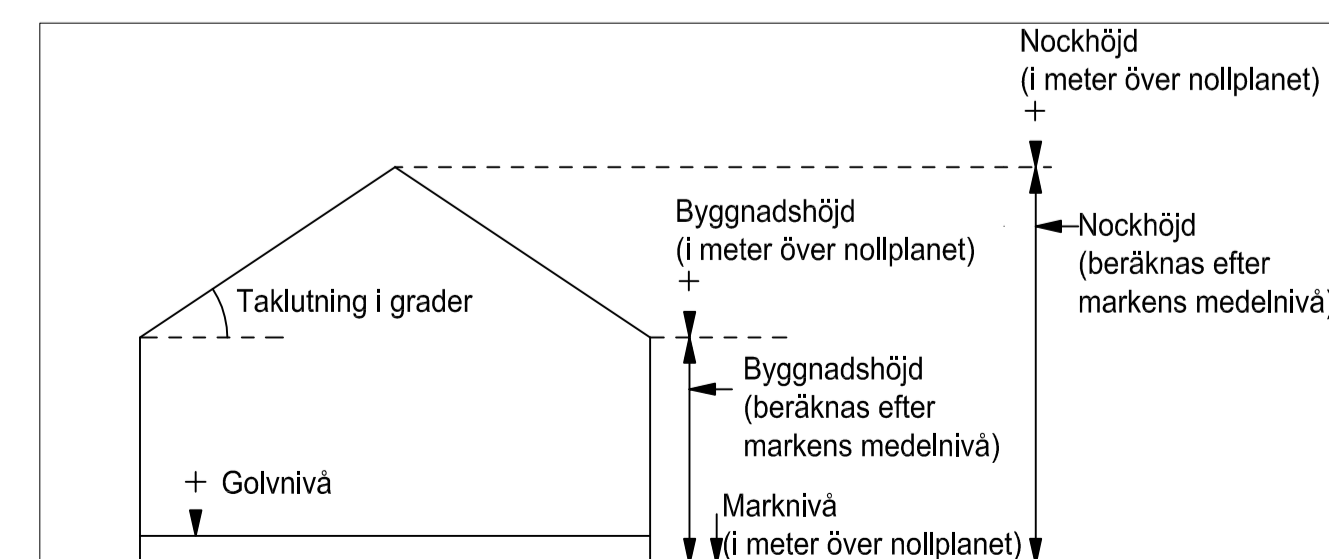 Nockhöjd
(i meter över nollplanet)
+
Byggnadshöjd
(i meter över nollplanet)
+
Nockhöjd
(beräknas efter
markens medelnivå)
Taklutning i grader
Byggnadshöjd
(beräknas efter
markens medelnivå)
+ Golvnivå
Marknivå
(i meter över nollplanet)